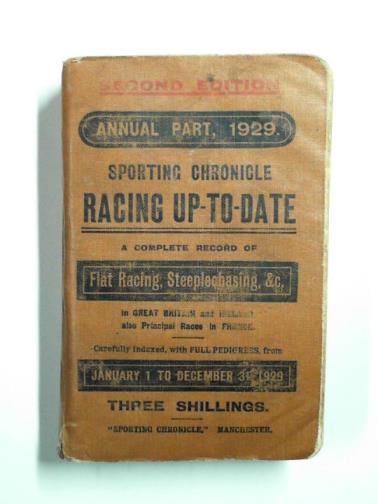 SECOND EDITION
ANNUAL PART, 1929.
SPORTING CHRONICLE
RACING UP-TO-DATE
A COMPLETE RECORD OF
Flat Racing, Steeplechasing, &c,
in GREAT BRITAIN and IRELAND
also Principal Races in FRANCE.
Carefully Indexed, with FULL PEDIGREES, from
JANUARY 1 TO DECEMBER 31, 1929
THREE SHILLINGS.
"SPORTING CHRONICLE," MANCHESTER.